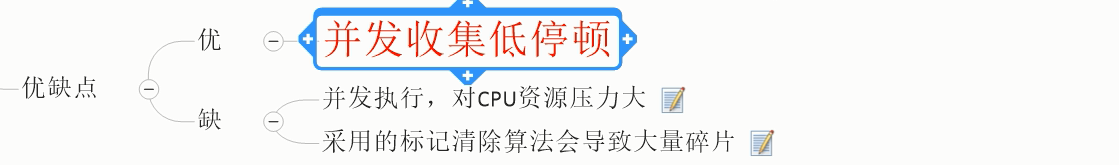 优缺点
优
并发收集低停顿
缺
并发执行，对CPU资源压力大
采用的标记清除算法会导致大量碎片